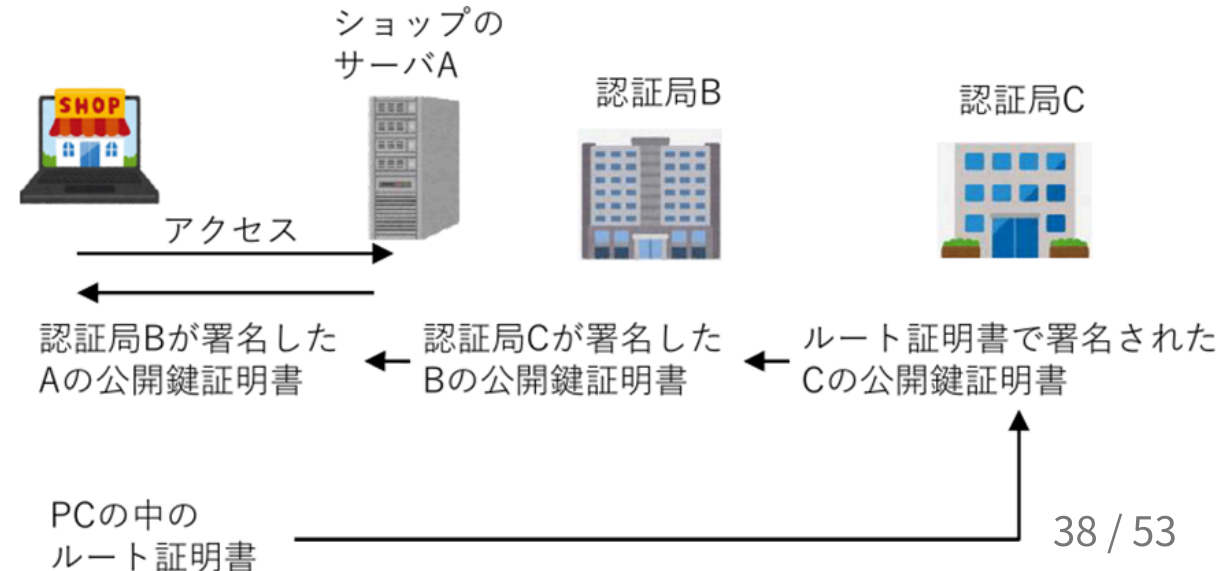 ショップの
サーバA
SHOP
認証局B
認証局C
アクセス
認証局Bが署名した
Aの公開鍵証明書
認証局Cが署名した
Bの公開鍵証明書
ルート証明書で署名された
Cの公開鍵証明書
PCの中の
ルート証明書
38 / 53